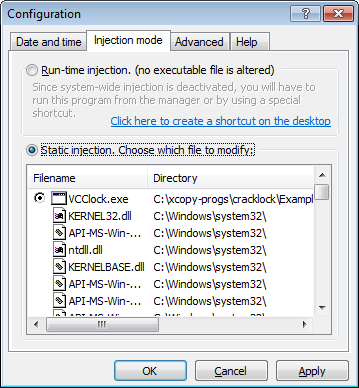 Configuration
Date and time
Injection mode
Advanced
Help
Run-time injection. (no executable file is altered)
Since system-wide injection is deactivated, you will have to
run this program from the manager or by using a special
shortcut.
Click here to create a shortcut on the desktop
Static injection. Choose which file to modify:
Filename Directory
VCClock.exe C:\xcopy-progs\cracklock\Exampl
KERNEL32.dll C:\Windows\system32\
API-MS-Win-... C:\Windows\system32\
ntdll.dll C:\Windows\system32\
KERNELBASE.dll C:\Windows\system32\
API-MS-Win-... C:\Windows\system32\
API-MS-Win-... C:\Windows\system32\
OK Cancel Apply